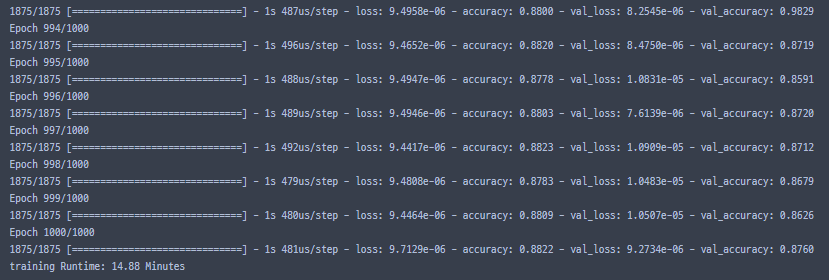 1875/1875 [==============================] - 1s 487us/step - loss: 9.4958e-06 - accuracy: 0.8800 - val_loss: 8.2545e-06 - val_accuracy: 0.9829
Epoch 994/1000
1875/1875 [==============================] - 1s 496us/step - loss: 9.4652e-06 - accuracy: 0.8820 - val_loss: 8.4750e-06 - val_accuracy: 0.8719
Epoch 995/1000
1875/1875 [==============================] - 1s 488us/step - loss: 9.4947e-06 - accuracy: 0.8778 - val_loss: 1.0831e-05 - val_accuracy: 0.8591
Epoch 996/1000
1875/1875 [==============================] - 1s 489us/step - loss: 9.4946e-06 - accuracy: 0.8803 - val_loss: 7.6139e-06 - val_accuracy: 0.8720
Epoch 997/1000
1875/1875 [==============================] - 1s 492us/step - loss: 9.4417e-06 - accuracy: 0.8823 - val_loss: 1.0909e-05 - val_accuracy: 0.8712
Epoch 998/1000
1875/1875 [==============================] - 1s 479us/step - loss: 9.4808e-06 - accuracy: 0.8783 - val_loss: 1.0483e-05 - val_accuracy: 0.8679
Epoch 999/1000
1875/1875 [==============================] - 1s 480us/step - loss: 9.4464e-06 - accuracy: 0.8809 - val_loss: 1.0507e-05 - val_accuracy: 0.8626
Epoch 1000/1000
1875/1875 [==============================] - 1s 481us/step - loss: 9.7129e-06 - accuracy: 0.8822 - val_loss: 9.2734e-06 - val_accuracy: 0.8760
training Runtime: 14.88 Minutes